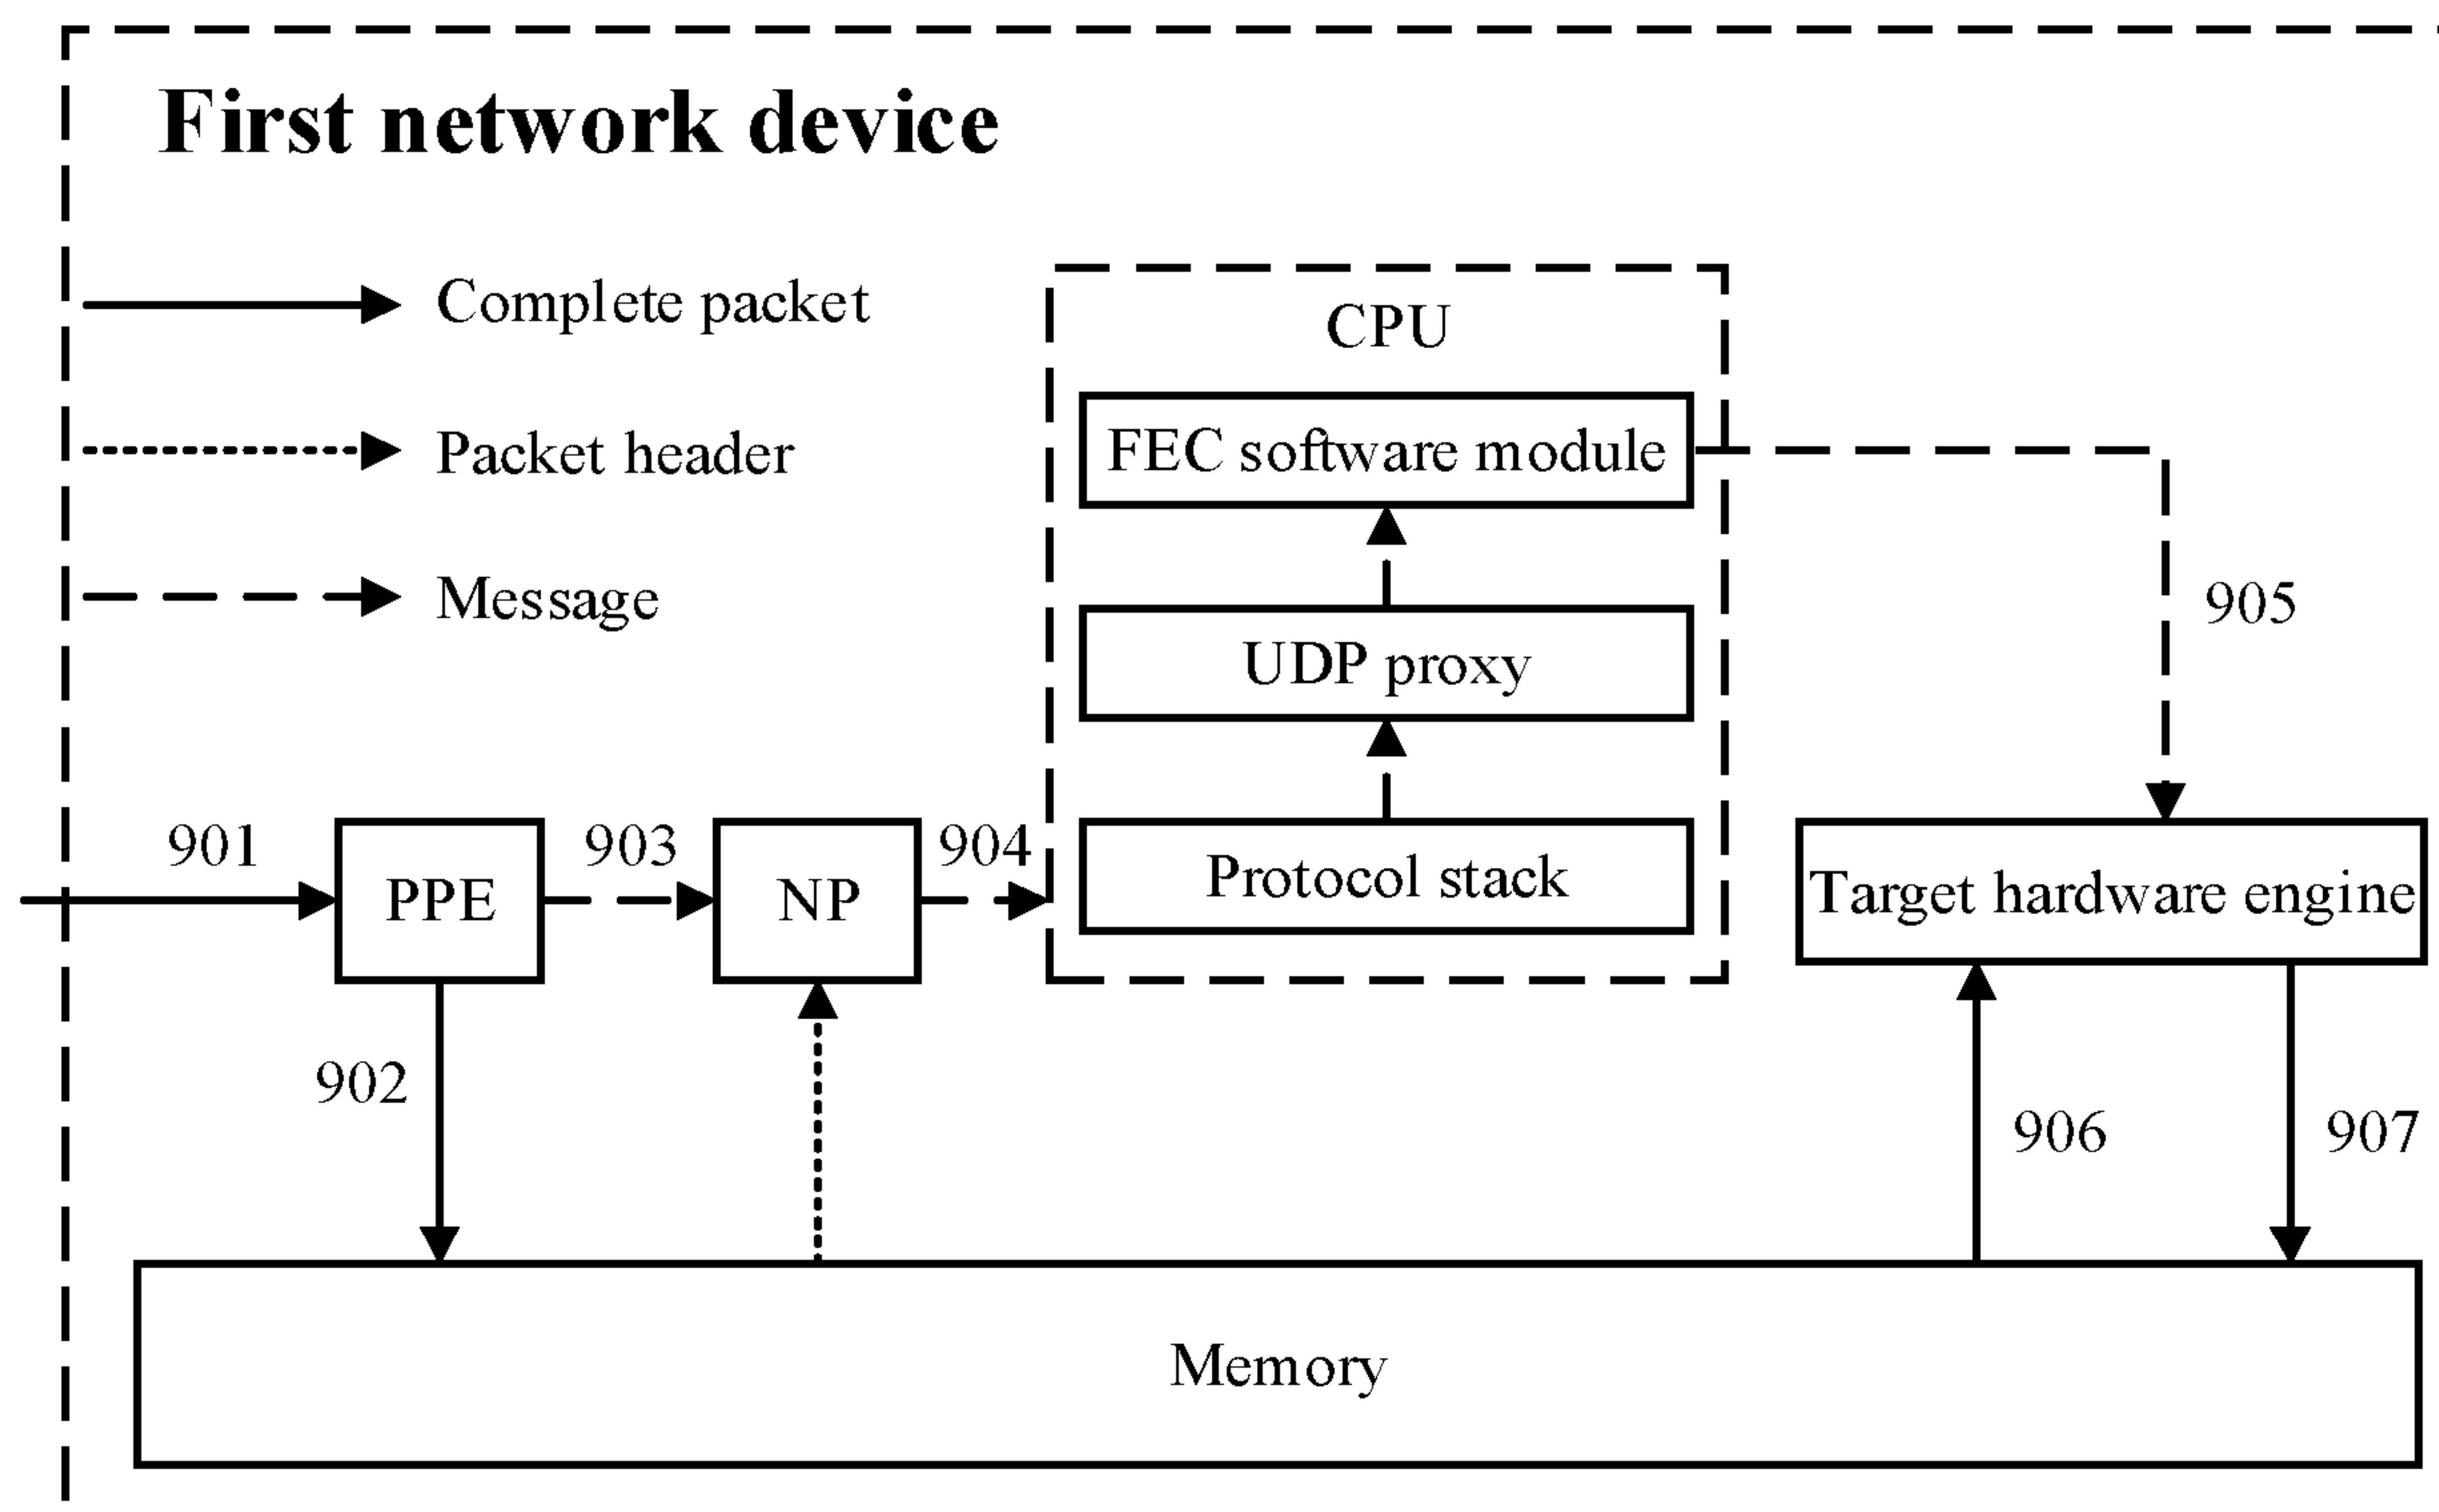 First network device
Complete packet
Packet header
Message
CPU
FEC software module
UDP proxy
Protocol stack
901
PPE
903
NP
904
905
Target hardware engine
902
906
907
Memory